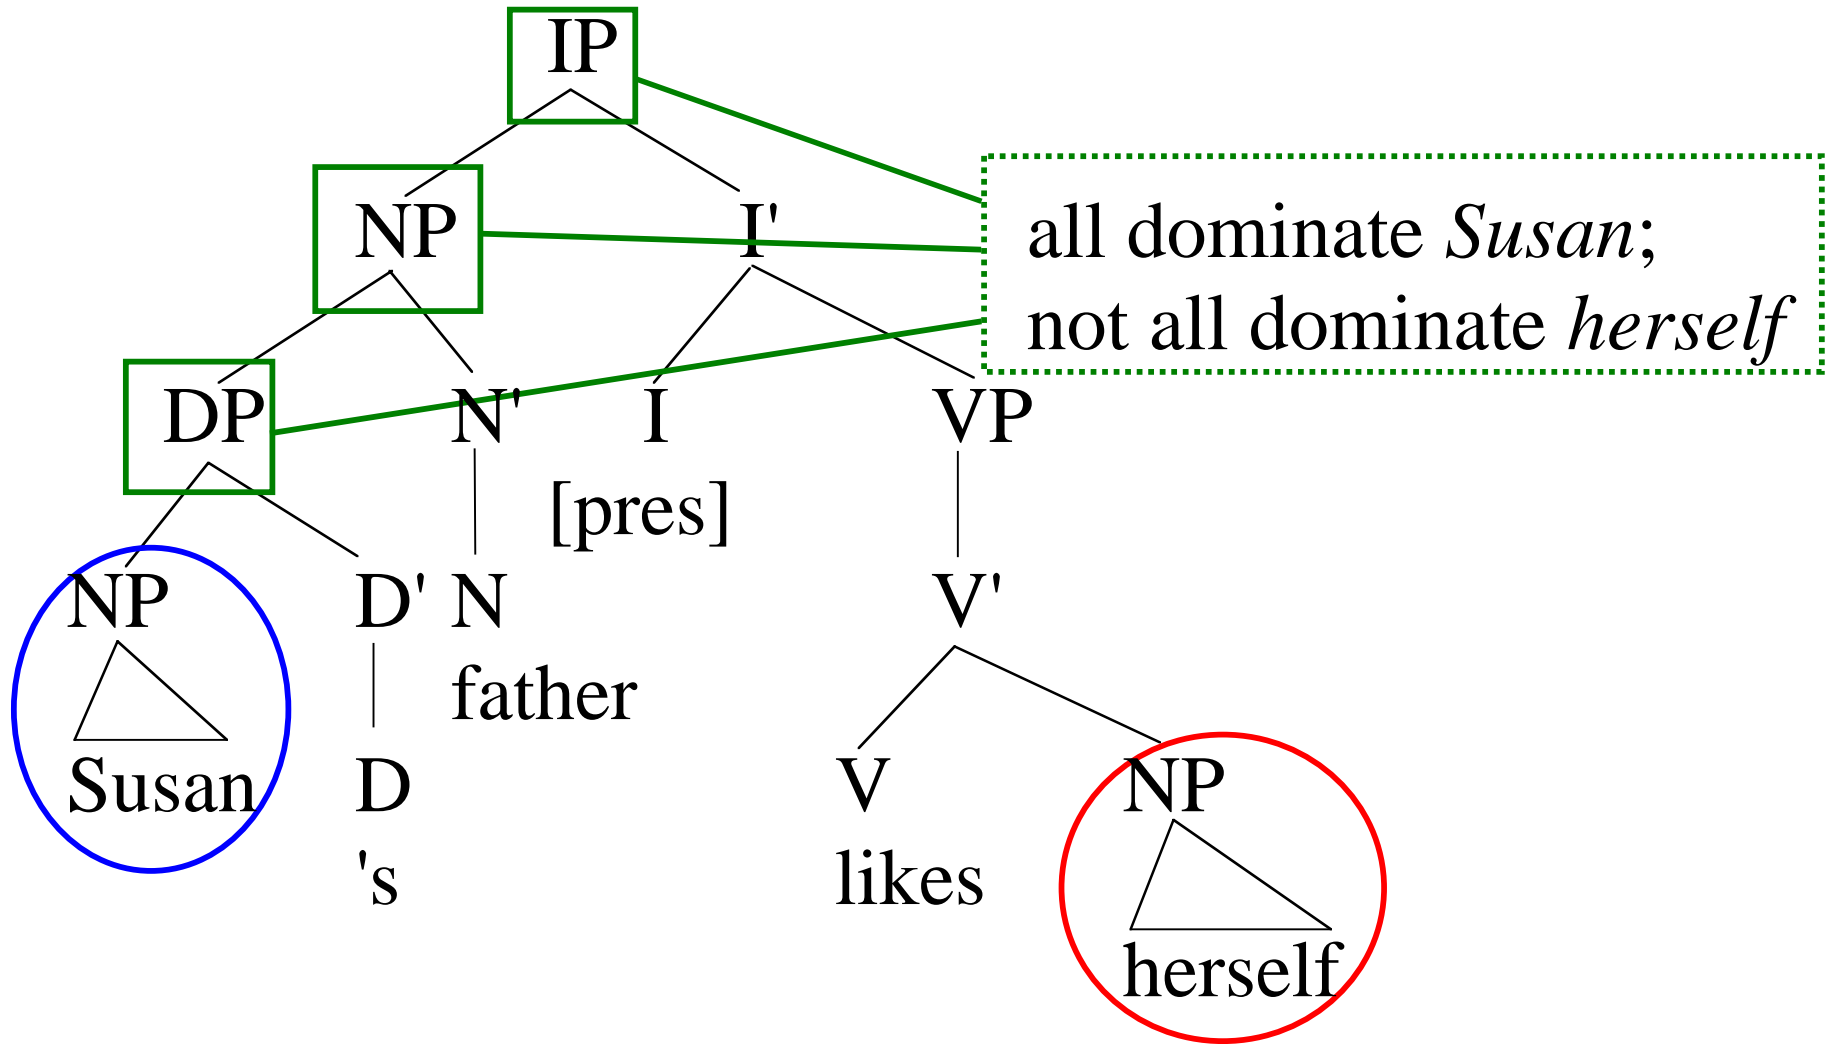 IP
NP I'
all dominate Susan;
not all dominate herself
DP N' I VP
[pres]
NP D' N V'
father
Susan D V NP
's likes
herself